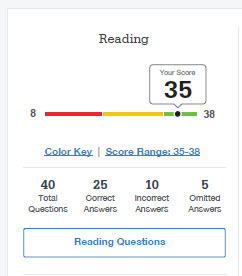 Reading
Your Score
35
8
38
Color Key | Score Range: 35-38
40 25 10 5
Total Correct Incorrect Omitted
Questions Answers Answers Answers
Reading Questions